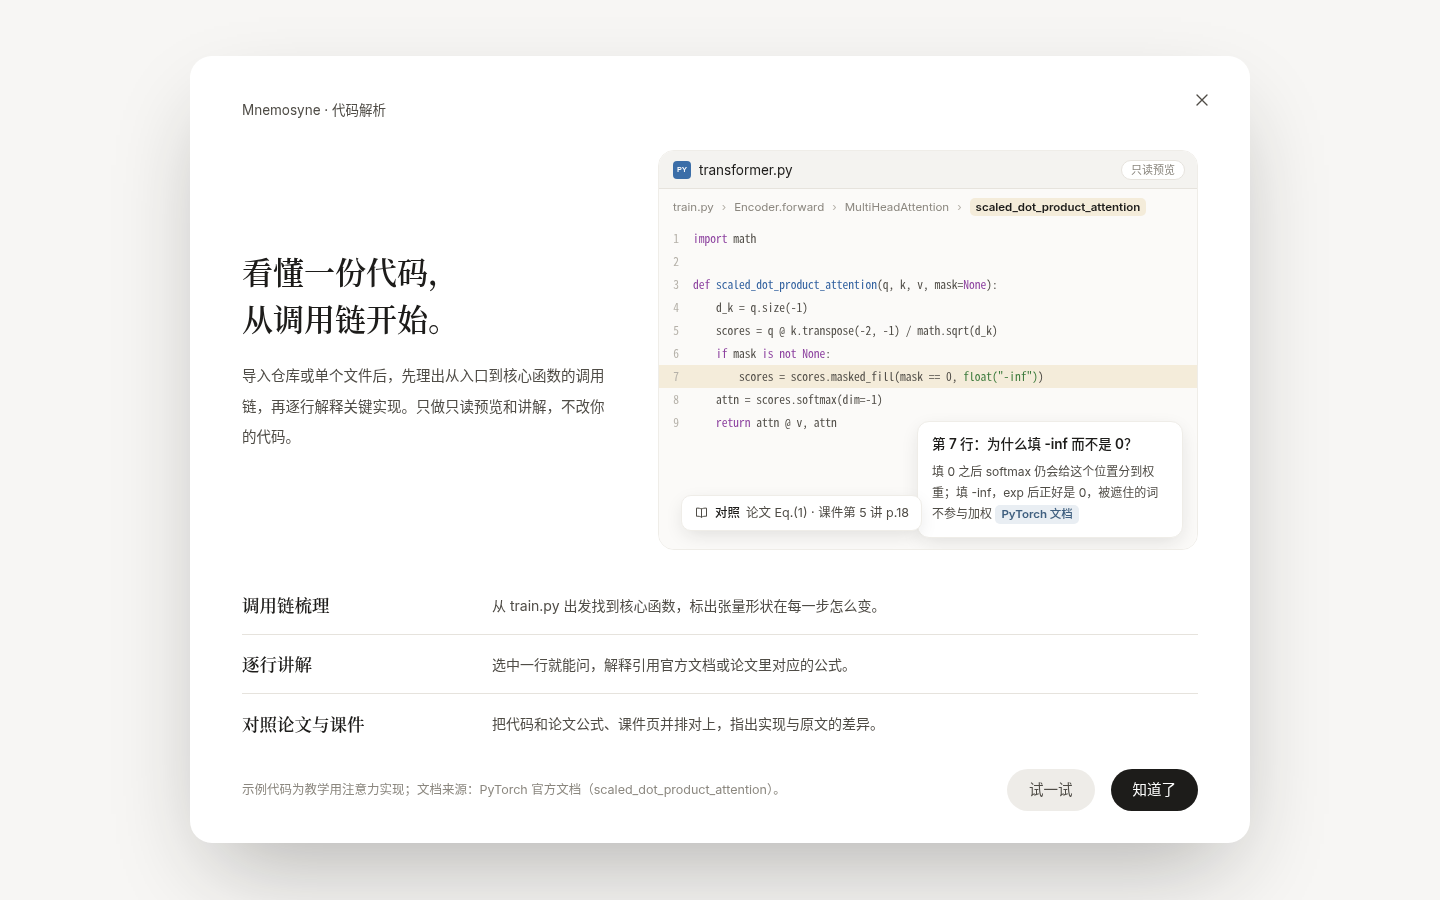 Mnemosyne · 代码解析
看懂一份代码，
从调用链开始。
导入仓库或单个文件后，先理出从入口到核心函数的调用
链，再逐行解释关键实现。只做只读预览和讲解，不改你
的代码。
PY transformer.py 只读预览
train.py › Encoder.forward › MultiHeadAttention › scaled_dot_product_attention
1 import math
2
3 def scaled_dot_product_attention(q, k, v, mask=None):
4     d_k = q.size(-1)
5     scores = q @ k.transpose(-2, -1) / math.sqrt(d_k)
6     if mask is not None:
7         scores = scores.masked_fill(mask == 0, float("-inf"))
8     attn = scores.softmax(dim=-1)
9     return attn @ v, attn
第 7 行：为什么填 -inf 而不是 0？
填 0 之后 softmax 仍会给这个位置分到权
重；填 -inf，exp 后正好是 0，被遮住的词
不参与加权 PyTorch 文档
对照 论文 Eq.(1) · 课件第 5 讲 p.18
调用链梳理 从 train.py 出发找到核心函数，标出张量形状在每一步怎么变。
逐行讲解 选中一行就能问，解释引用官方文档或论文里对应的公式。
对照论文与课件 把代码和论文公式、课件页并排对上，指出实现与原文的差异。
示例代码为教学用注意力实现；文档来源：PyTorch 官方文档（scaled_dot_product_attention）。
试一试 知道了